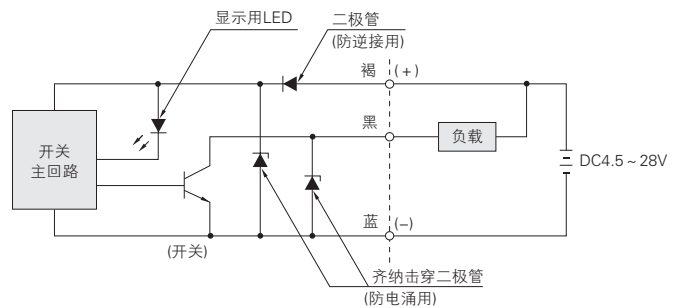 显示用LED
二极管
(防逆接用)
褐 (+)
黑
开关
主回路
负载
DC4.5~28V
蓝 (-)
(开关)
齐纳击穿二极管
(防电涌用)